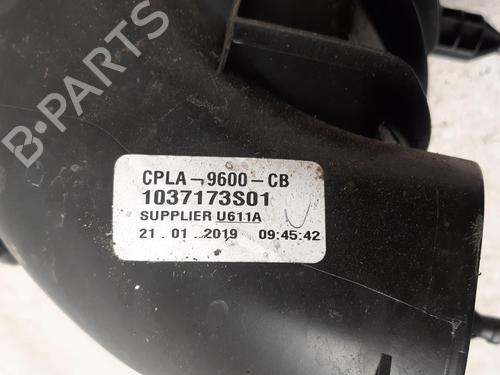 B-PARTS
CPLA-9600-CB
1037173S01
SUPPLIER U611A
21.01.2019 09:45:42